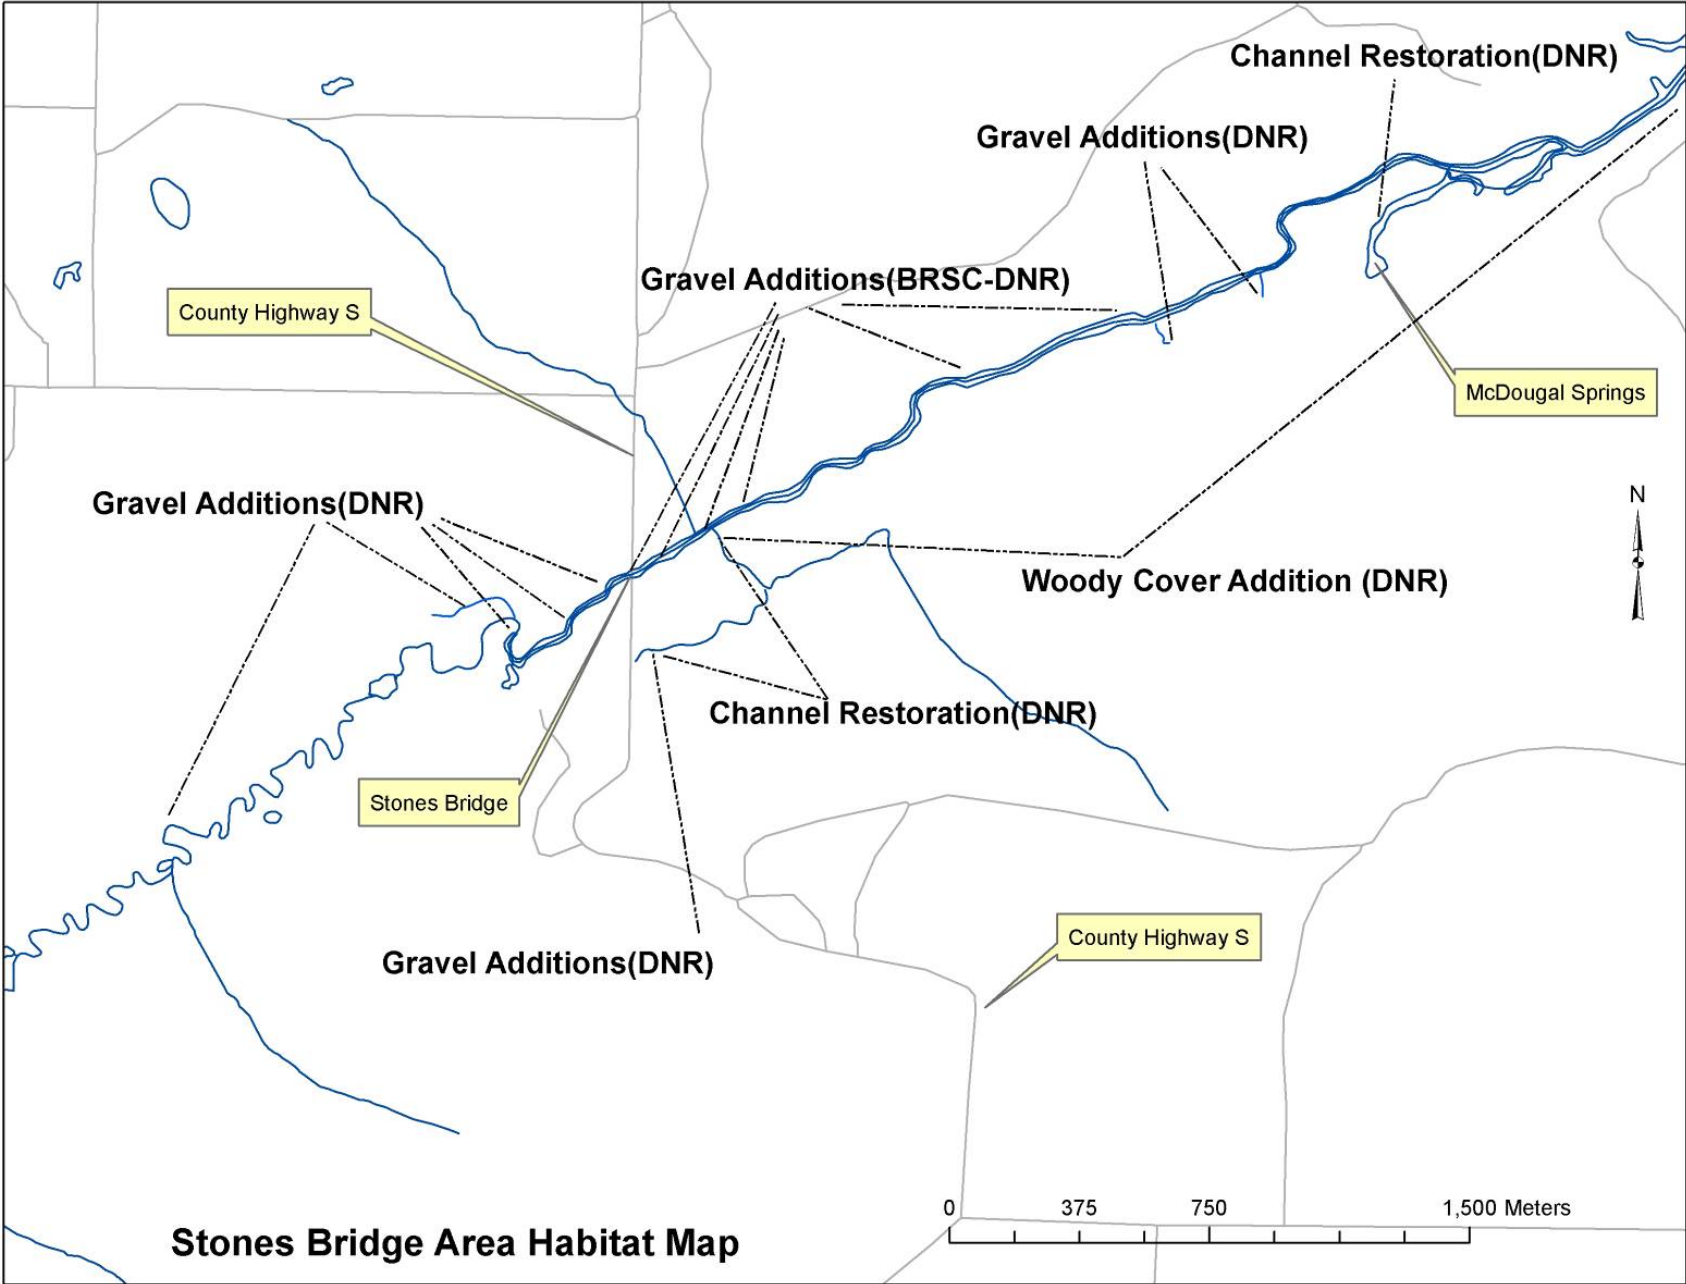 Channel Restoration(DNR)
Gravel Additions(DNR)
Gravel Additions(BRSC-DNR)
County Highway S
McDougal Springs
Gravel Additions(DNR)
N
Woody Cover Addition (DNR)
Channel Restoration(DNR)
Stones Bridge
County Highway S
Gravel Additions(DNR)
0 375 750 1,500 Meters
Stones Bridge Area Habitat Map